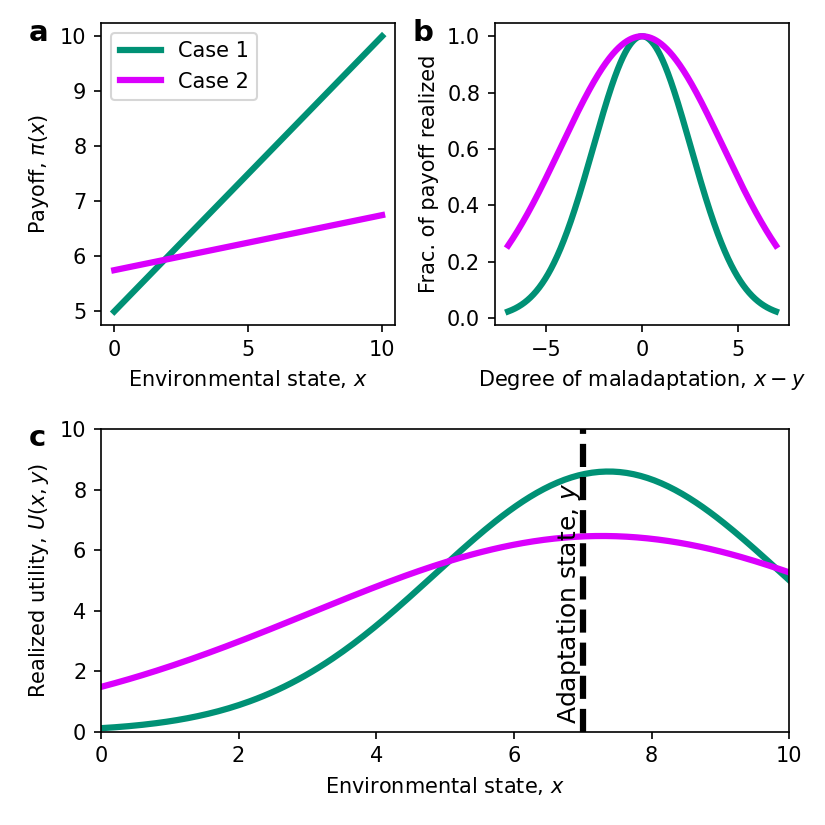 a
Case 1
Case 2
Payoff, π(x)
10
9
8
7
6
5
0
5
10
Environmental state, x
b
Frac. of payoff realized
1.0
0.8
0.6
0.4
0.2
0.0
−5
0
5
Degree of maladaptation, x − y
c
Realized utility, U(x, y)
10
8
6
4
2
0
Adaptation state, y
0
2
4
6
8
10
Environmental state, x